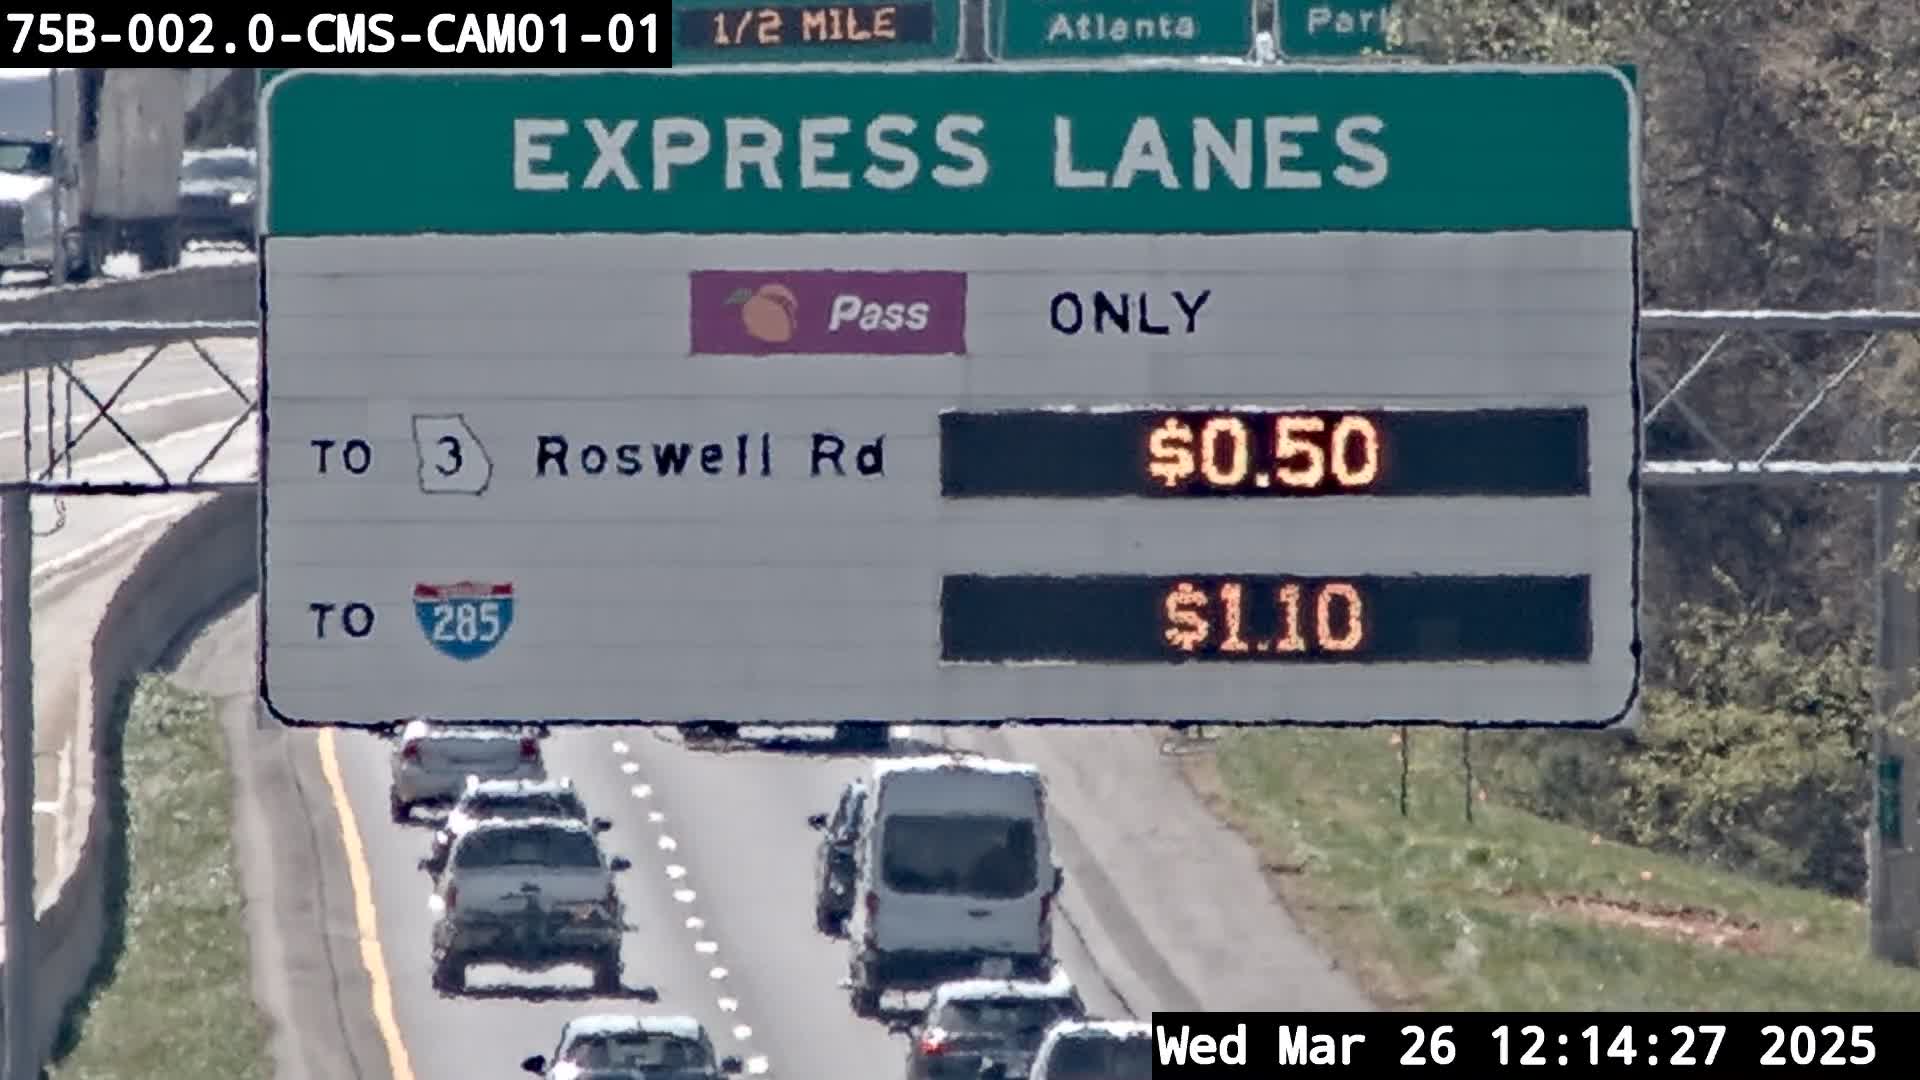 75B-002.0-CMS-CAM01-01
1/2 MILE
Atlanta
EXPRESS LANES
Pass ONLY
TO 3 Roswell Rd $0.50
TO 285 $1.10
Wed Mar 26 12:14:27 2025